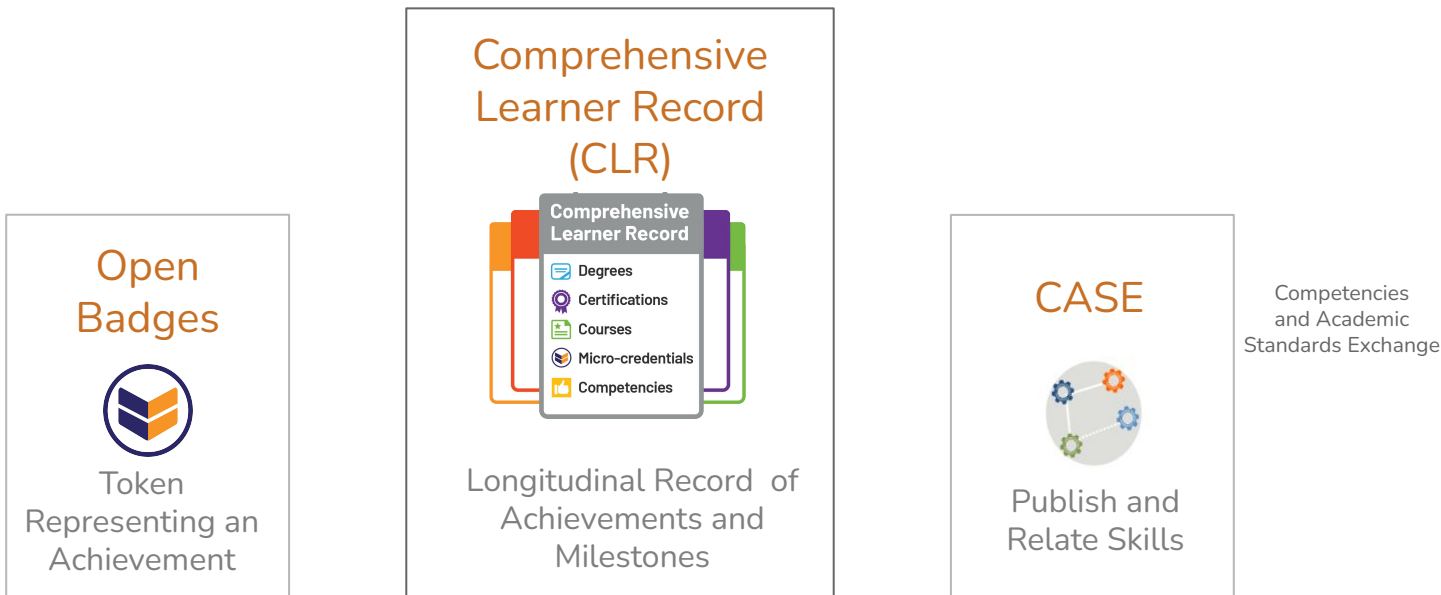 Open
Badges
Token
Representing an
Achievement
Comprehensive
Learner Record
(CLR)
Comprehensive
Learner Record
Degrees
Certifications
Courses
Micro-credentials
Competencies
Longitudinal Record of
Achievements and
Milestones
CASE
Publish and
Relate Skills
Competencies
and Academic
Standards Exchange